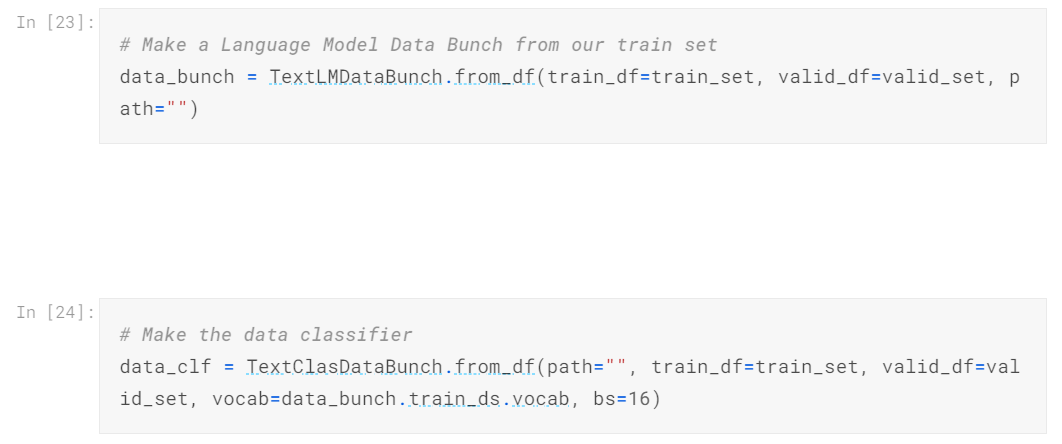 In [23]:
# Make a Language Model Data Bunch from our train set
data_bunch = TextLMDataBunch.from_df(train_df=train_set, valid_df=valid_set, p
ath="")
In [24]:
# Make the data classifier
data_clf = TextClasDataBunch.from_df(path="", train_df=train_set, valid_df=val
id_set, vocab=data_bunch.train_ds.vocab, bs=16)